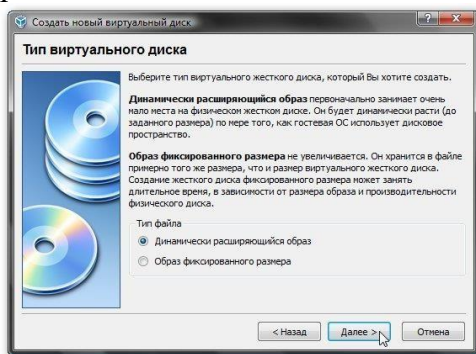 Создать новый виртуальный диск
Тип виртуального диска
Выберите тип виртуального жесткого диска, который Вы хотите создать.
Динамически расширяющийся образ первоначально занимает очень
мало места на физическом жестком диске. Он будет динамически расти (до
заданного размера) по мере того, как гостевая ОС использует дисковое
пространство.
Образ фиксированного размера не увеличивается. Он хранится в файле
примерно того же размера, что и размер виртуального жесткого диска.
Создание жесткого диска фиксированного размера может занять
длительное время, в зависимости от размера образа и производительности
физического диска.
Тип файла
Динамически расширяющийся образ
Образ фиксированного размера
< Назад Далее > Отмена